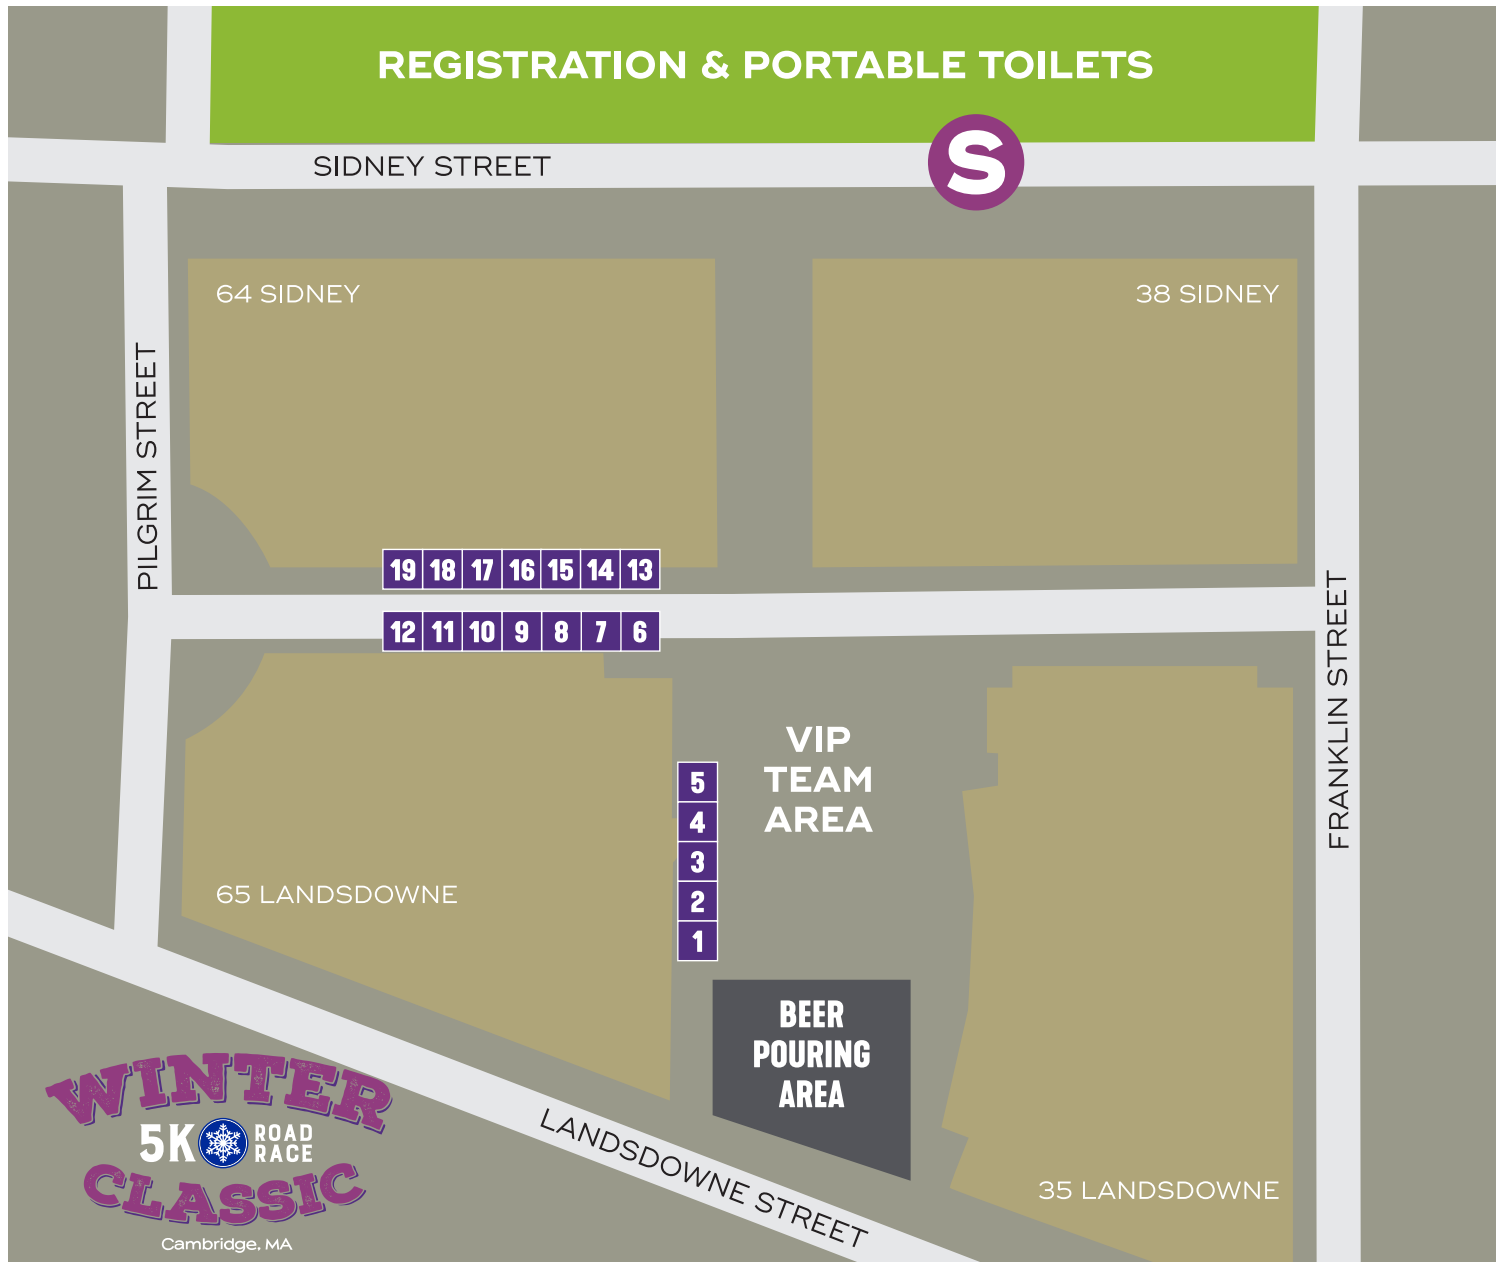 REGISTRATION & PORTABLE TOILETS
S
SIDNEY STREET
64 SIDNEY
38 SIDNEY
PILGRIM STREET
19 18 17 16 15 14 13
12 11 10 9 8 7 6
FRANKLIN STREET
VIP
TEAM
AREA
5
4
3
2
1
65 LANDSDOWNE
BEER
POURING
AREA
LANDSDOWNE STREET
35 LANDSDOWNE
WINTER
5K ROAD
RACE
CLASSIC
Cambridge, MA